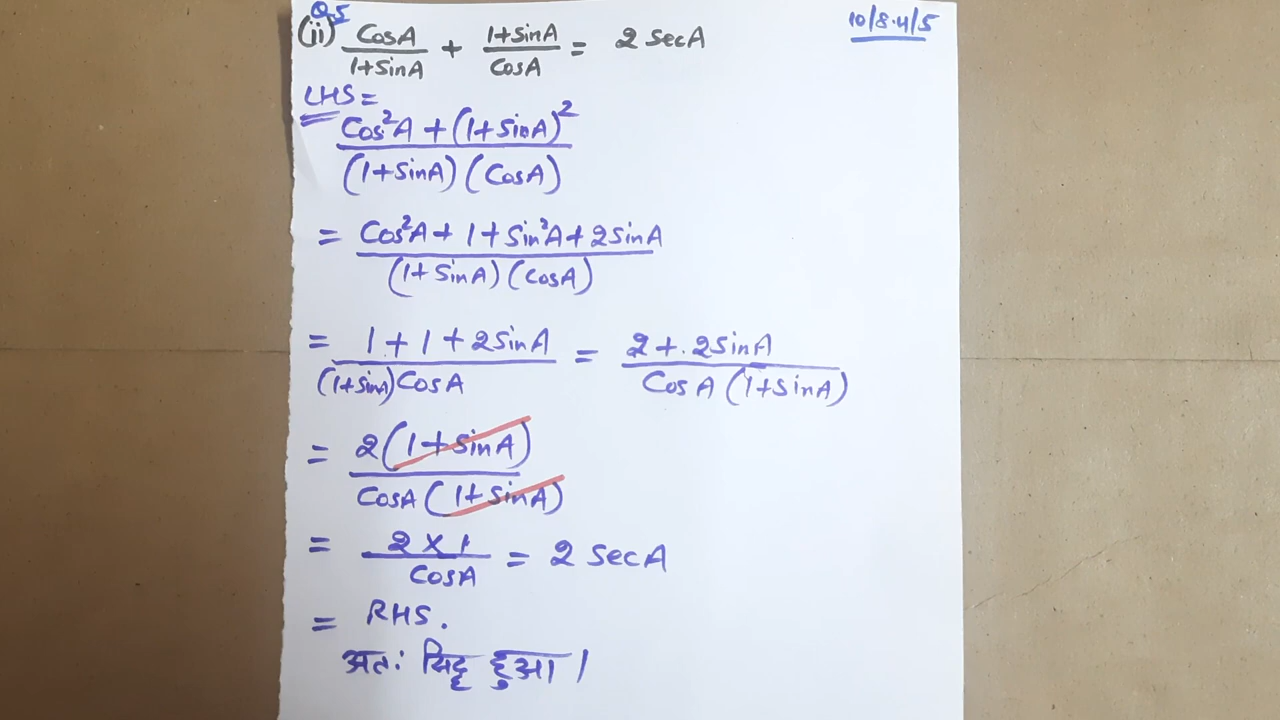 Q.5 10/8.4/5
(ii) CosA/1+SinA + 1+SinA/CosA = 2 SecA
LHS =
Cos²A + (1+SinA)²/(1+SinA) (CosA)
= Cos²A + 1 + Sin²A + 2SinA/(1+SinA) (CosA)
= 1 + 1 + 2SinA/(1+SinA) CosA = 2 + 2SinA/CosA (1+SinA)
= 2(1+SinA)/CosA (1+SinA)
= 2 × 1/CosA = 2 SecA
= RHS.
अतः सिद्ध हुआ।